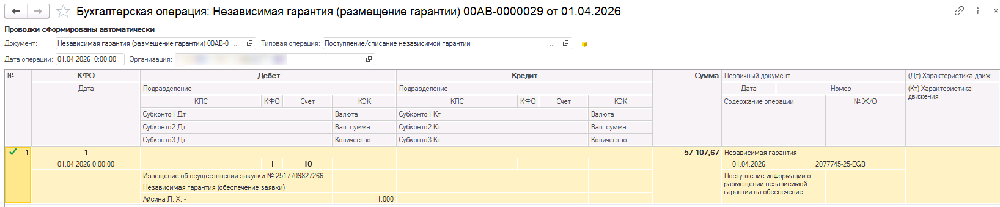 Бухгалтерская операция: Независимая гарантия (размещение гарантии) 00АВ-0000029 от 01.04.2026
Проводки сформированы автоматически
Документ: Независимая гарантия (размещение гарантии) 00АВ-0 ... Типовая операция: Поступление/списание независимой гарантии ...
Дата операции: 01.04.2026 0:00:00 Организация:
№ КФО Дебет Кредит Сумма Первичный документ (Дт) Характеристика движ...
Дата Подразделение Подразделение Дата Номер (Кт) Характеристика движения
КПС КФО Счет КЭК КПС КФО Счет КЭК Содержание операции № Ж/О
Субконто1 Дт Валюта Субконто1 Кт Валюта
Субконто2 Дт Вал. сумма Субконто2 Кт Вал. сумма
Субконто3 Дт Количество Субконто3 Кт Количество
1 1 57 107,67 Независимая гарантия
01.04.2026 0:00:00 1 10 01.04.2026 2077745-25-EGB
Извещение об осуществлении закупки № 2517709827266... Поступление информации о
Независимая гарантия (обеспечение заявки) размещении независимой
Айсина Л. Х. - 1,000 гарантии на обеспечение ...